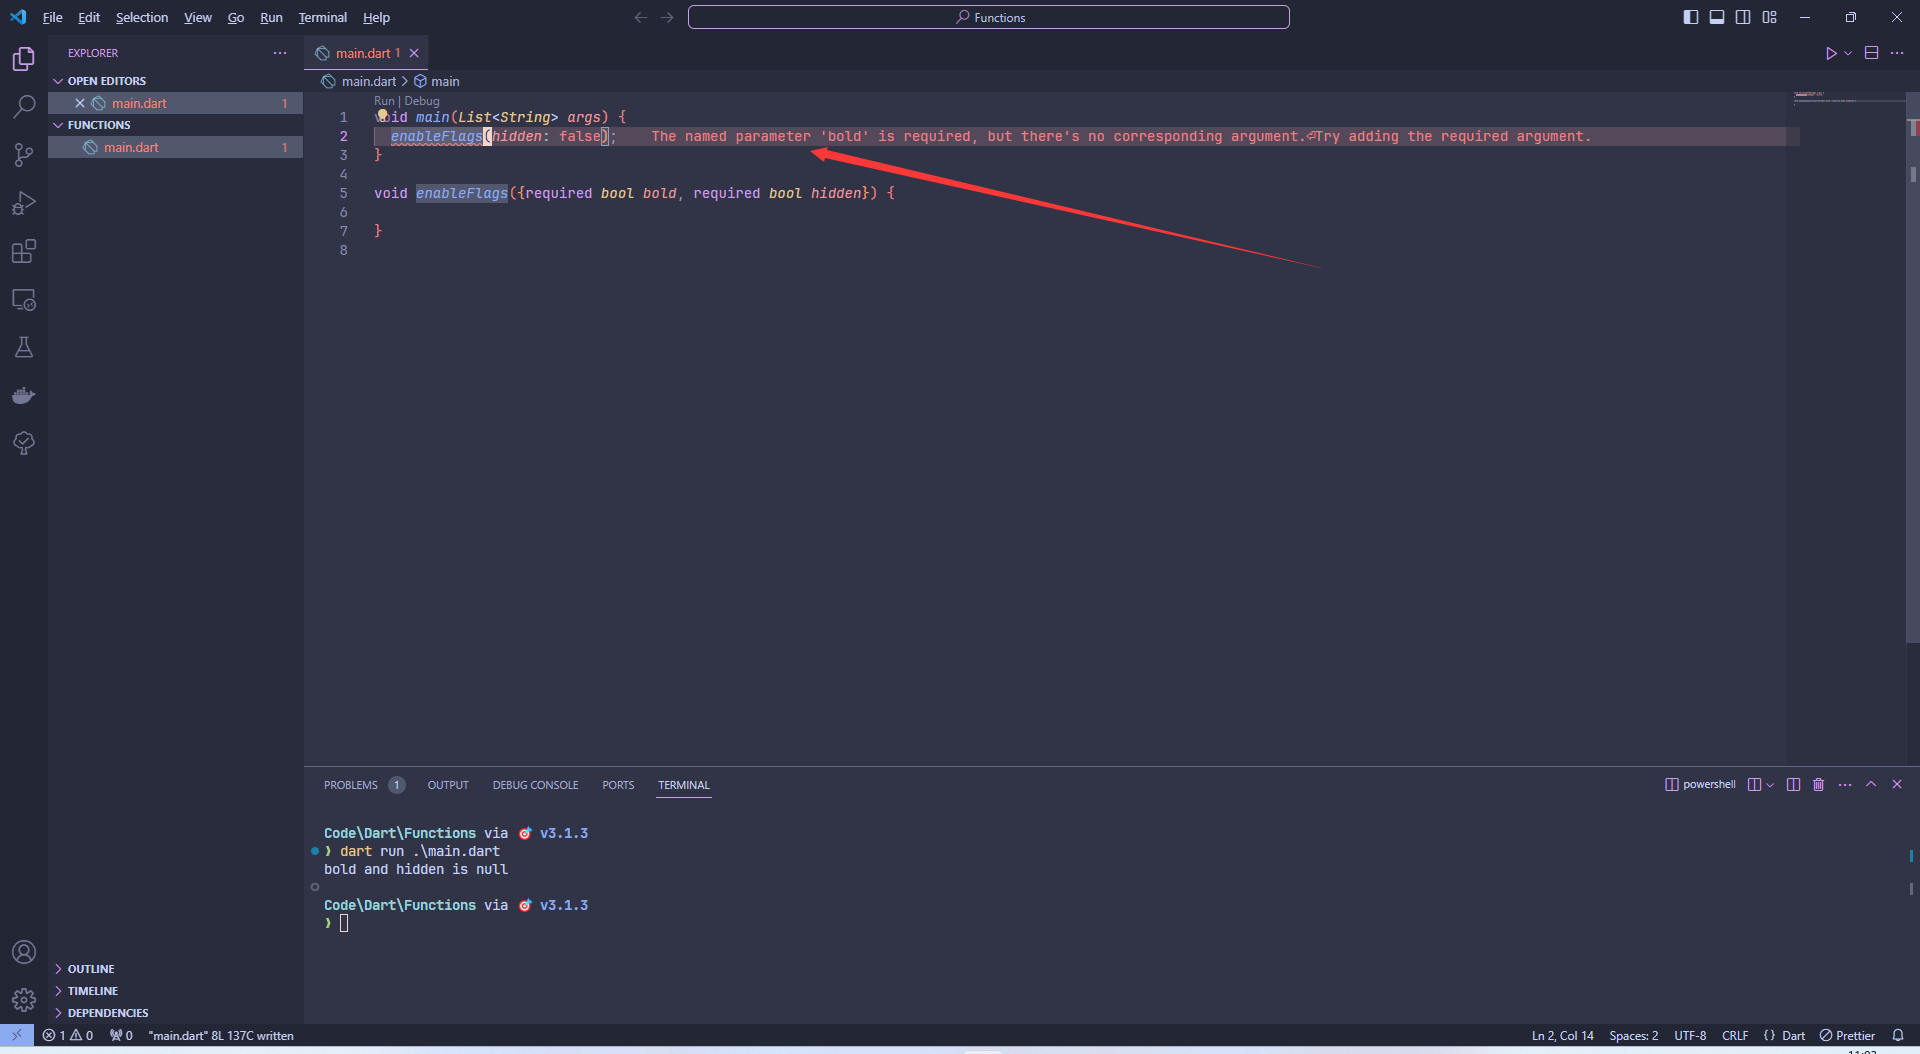 File Edit Selection View Go Run Terminal Help
Functions
EXPLORER
OPEN EDITORS
main.dart 1
FUNCTIONS
main.dart 1
main.dart 1
main.dart > main
Run | Debug
1 void main(List<String> args) {
2 enableFlags(hidden: false); The named parameter 'bold' is required, but there's no corresponding argument.⏎Try adding the required argument.
3 }
4
5 void enableFlags({required bool bold, required bool hidden}) {
6
7 }
8
PROBLEMS 1 OUTPUT DEBUG CONSOLE PORTS TERMINAL
powershell
Code\Dart\Functions via 🎯 v3.1.3
❯ dart run .\main.dart
bold and hidden is null
Code\Dart\Functions via 🎯 v3.1.3
❯
OUTLINE
TIMELINE
DEPENDENCIES
1 0 0 "main.dart" 8L 137C written
Ln 2, Col 14 Spaces: 2 UTF-8 CRLF {} Dart Prettier